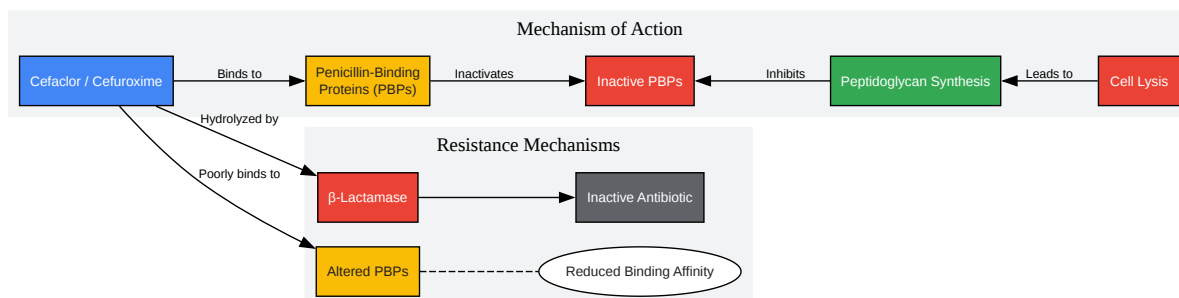 Mechanism of Action
Cefaclor / Cefuroxime
Binds to
Penicillin-Binding
Proteins (PBPs)
Inactivates
Inactive PBPs
Inhibits
Peptidoglycan Synthesis
Leads to
Cell Lysis
Hydrolyzed by
Poorly binds to
Resistance Mechanisms
β-Lactamase
Inactive Antibiotic
Altered PBPs
Reduced Binding Affinity